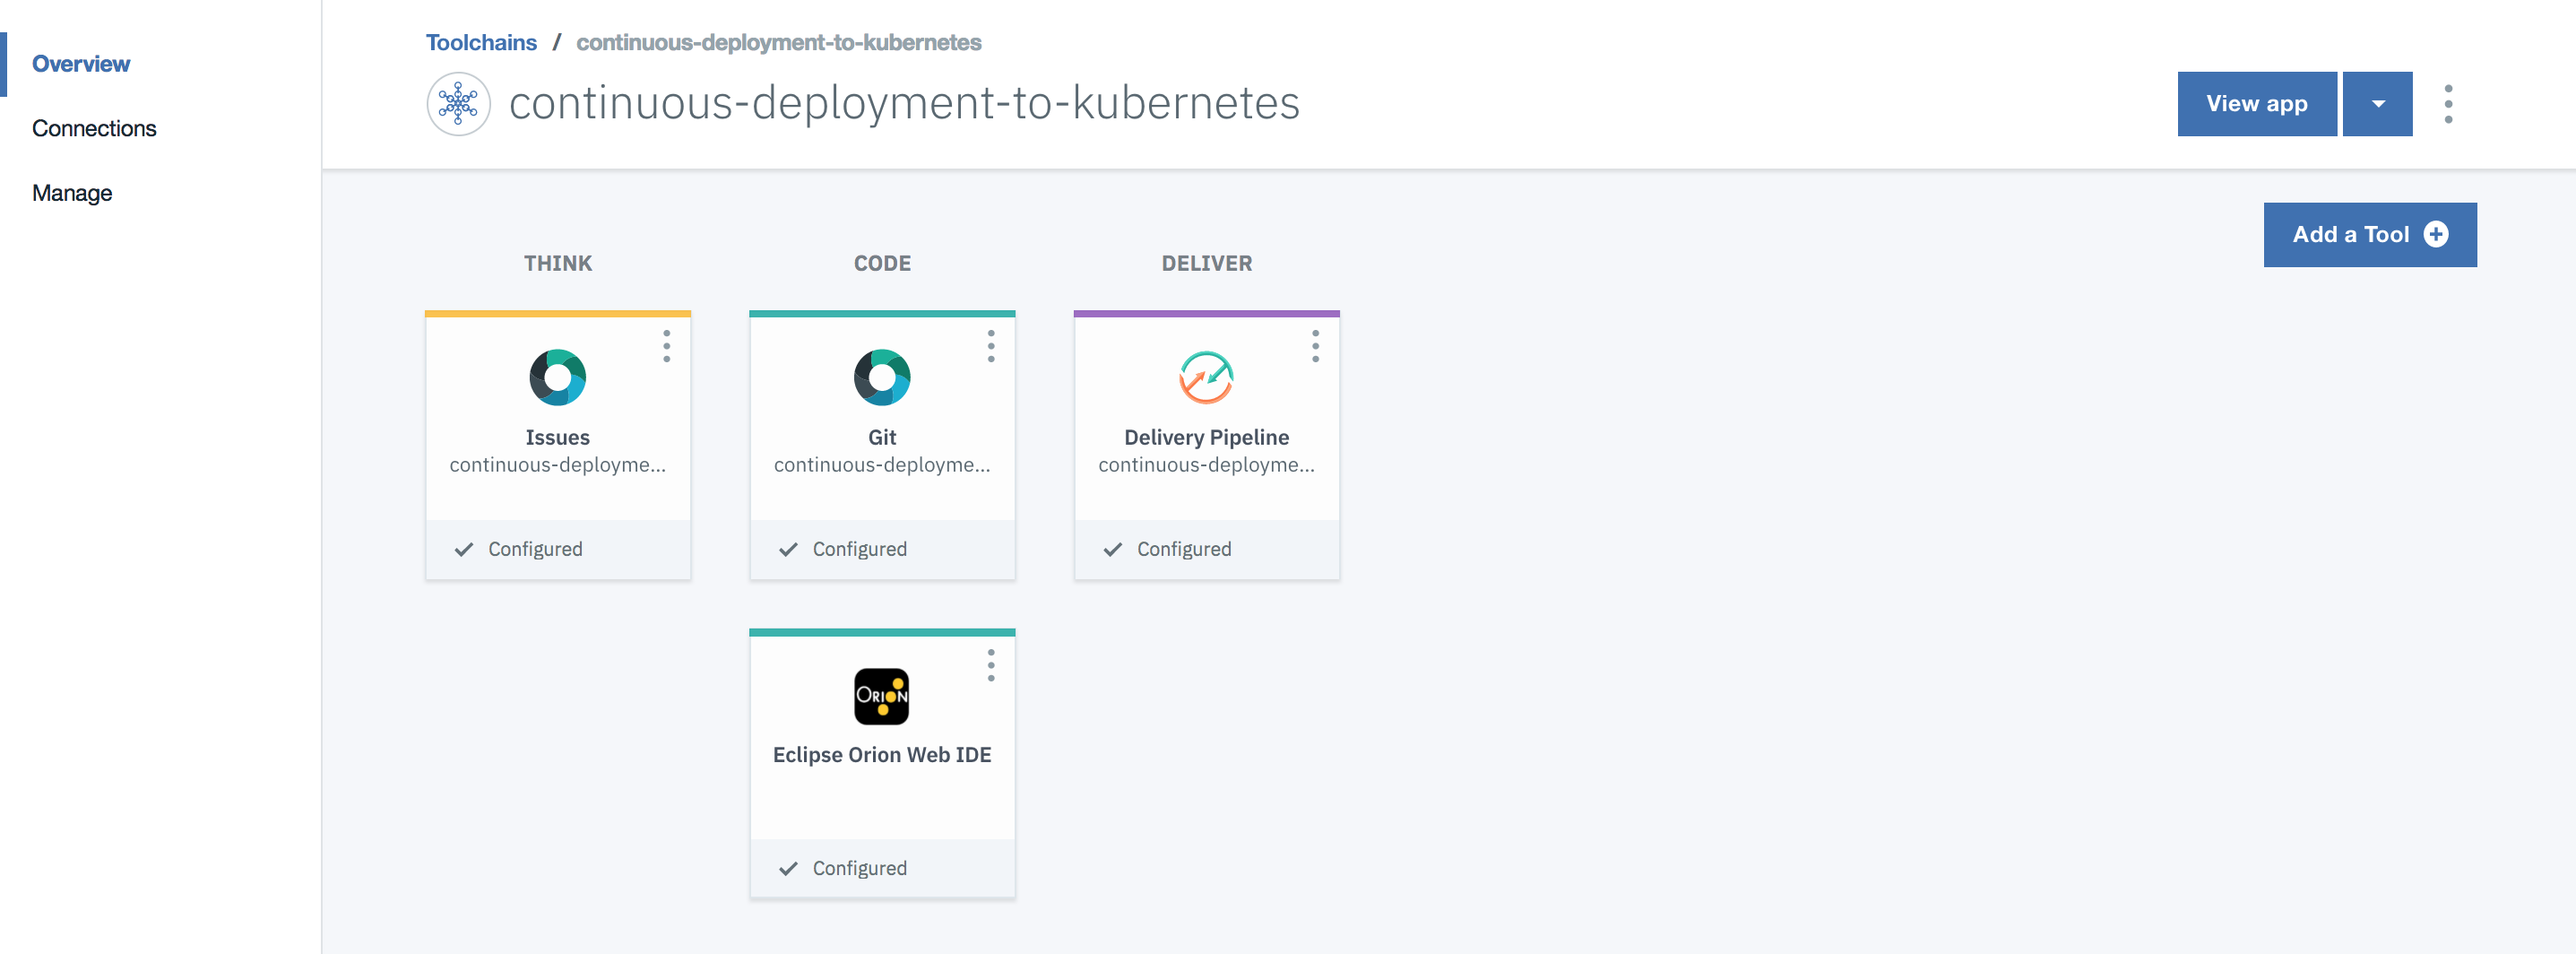 Overview
Connections
Manage
Toolchains / continuous-deployment-to-kubernetes
continuous-deployment-to-kubernetes
View app
Add a Tool
THINK
CODE
DELIVER
Issues
continuous-deployme...
Configured
Git
continuous-deployme...
Configured
Delivery Pipeline
continuous-deployme...
Configured
ORION
Eclipse Orion Web IDE
Configured